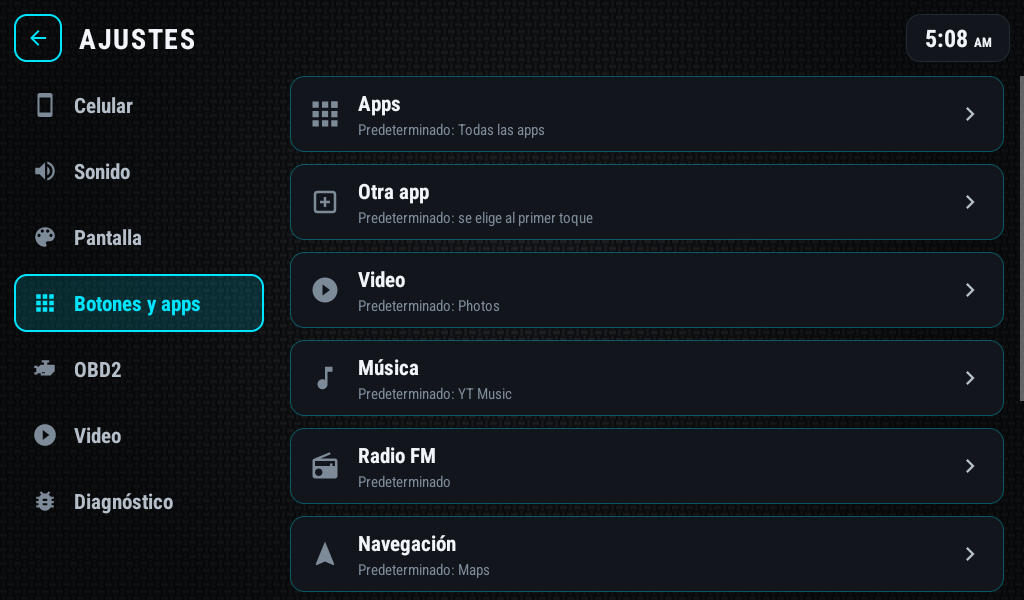 AJUSTES
5:08 AM
Celular
Sonido
Pantalla
Botones y apps
OBD2
Video
Diagnóstico
Apps
Predeterminado: Todas las apps
Otra app
Predeterminado: se elige al primer toque
Video
Predeterminado: Photos
Música
Predeterminado: YT Music
Radio FM
Predeterminado
Navegación
Predeterminado: Maps